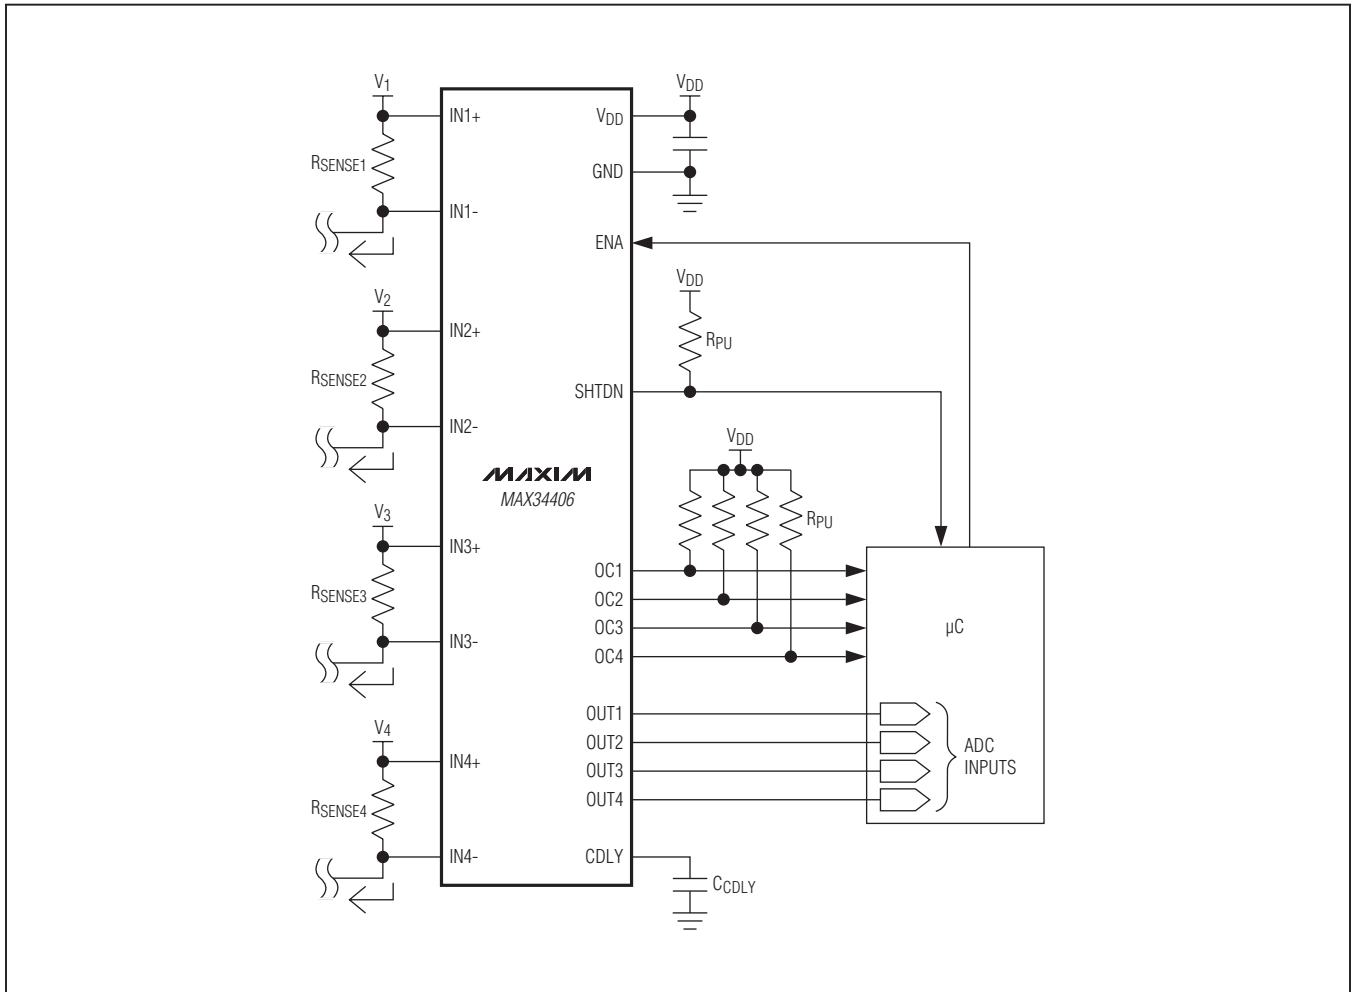 V1
IN1+
RSENSE1
IN1-
V2
IN2+
RSENSE2
IN2-
V3
IN3+
RSENSE3
IN3-
V4
IN4+
RSENSE4
IN4-
MAXIM
MAX34406
VDD
GND
ENA
SHTDN
OC1
OC2
OC3
OC4
OUT1
OUT2
OUT3
OUT4
CDLY
VDD
VDD
RPU
VDD
RPU
CCDLY
µC
ADC
INPUTS